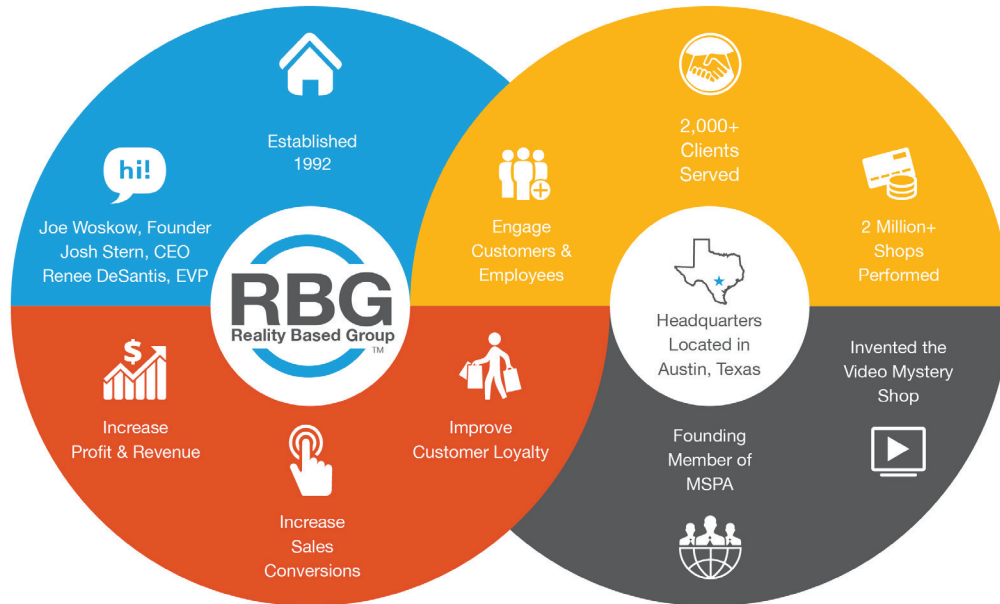 Established
1992
hi!
Joe Woskow, Founder
Josh Stern, CEO
Renee DeSantis, EVP
RBG
Reality Based Group
TM
2,000+
Clients
Served
Engage
Customers &
Employees
2 Million+
Shops
Performed
Headquarters
Located in
Austin, Texas
$
Increase
Profit & Revenue
Increase
Sales
Conversions
Improve
Customer Loyalty
Founding
Member of
MSPA
Invented the
Video Mystery
Shop